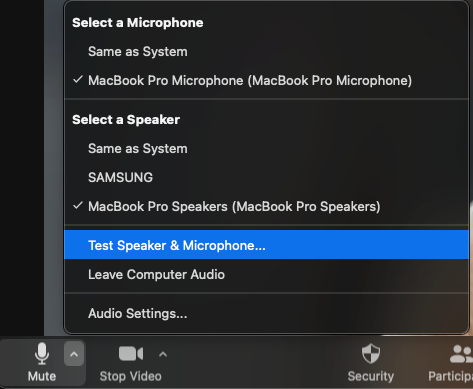 Select a Microphone
Same as System
✓ MacBook Pro Microphone (MacBook Pro Microphone)
Select a Speaker
Same as System
SAMSUNG
✓ MacBook Pro Speakers (MacBook Pro Speakers)
Test Speaker & Microphone...
Leave Computer Audio
Audio Settings...
Mute Stop Video Security Particip